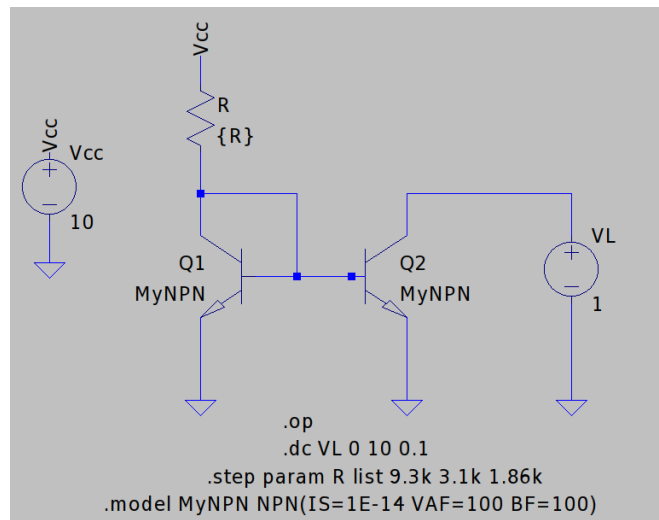 Vcc
R
{R}
Vcc
Vcc
10
Q1
MyNPN
Q2
MyNPN
VL
1
.op
.dc VL 0 10 0.1
.step param R list 9.3k 3.1k 1.86k
.model MyNPN NPN(IS=1E-14 VAF=100 BF=100)